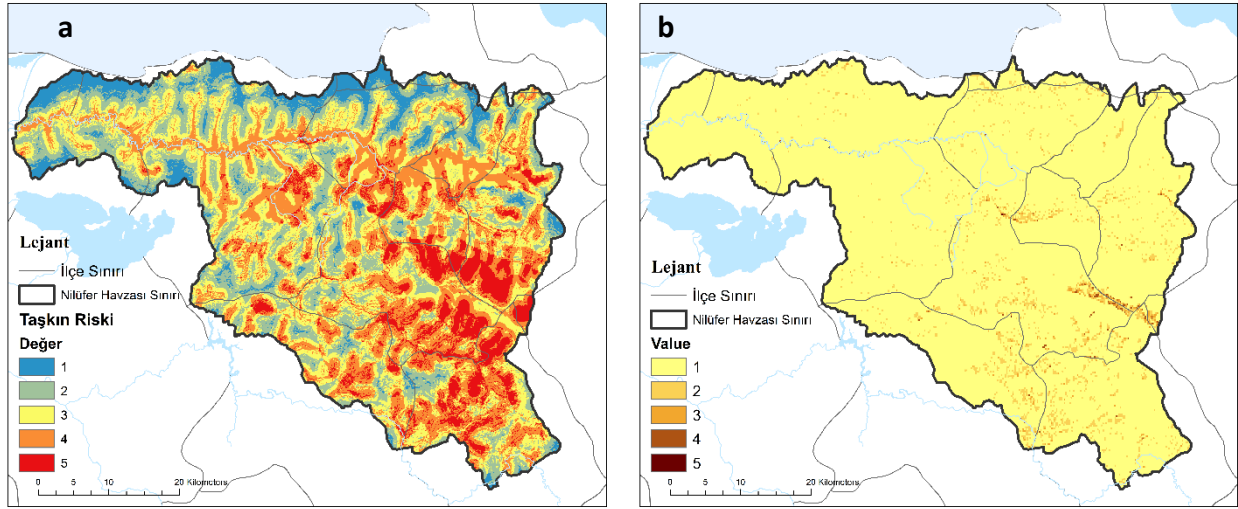 a
Lejant
İlçe Sınırı
Nilüfer Havzası Sınırı
Taşkın Riski
Değer
1
2
3
4
5
0 5 10 20 Kilomotors
b
Lejant
İlçe Sınırı
Nilüfer Havzası Sınırı
Value
1
2
3
4
5
0 5 10 20 Kilometers